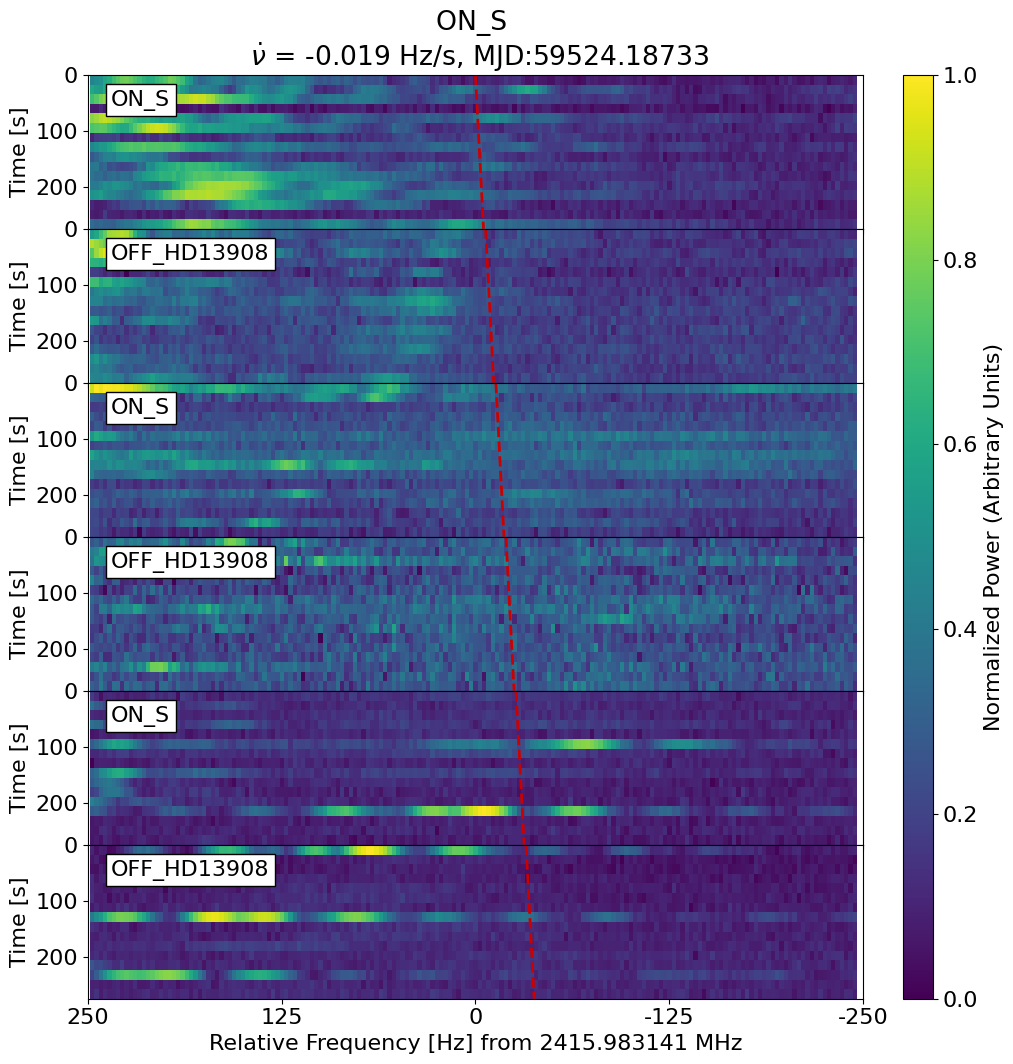 ON_S
ν̇ = -0.019 Hz/s, MJD:59524.18733
0
100
200
Time [s]
ON_S
0
100
200
Time [s]
OFF_HD13908
0
100
200
Time [s]
ON_S
0
100
200
Time [s]
OFF_HD13908
0
100
200
Time [s]
ON_S
0
100
200
Time [s]
OFF_HD13908
250 125 0 -125 -250
Relative Frequency [Hz] from 2415.983141 MHz
1.0
0.8
0.6
0.4
0.2
0.0
Normalized Power (Arbitrary Units)